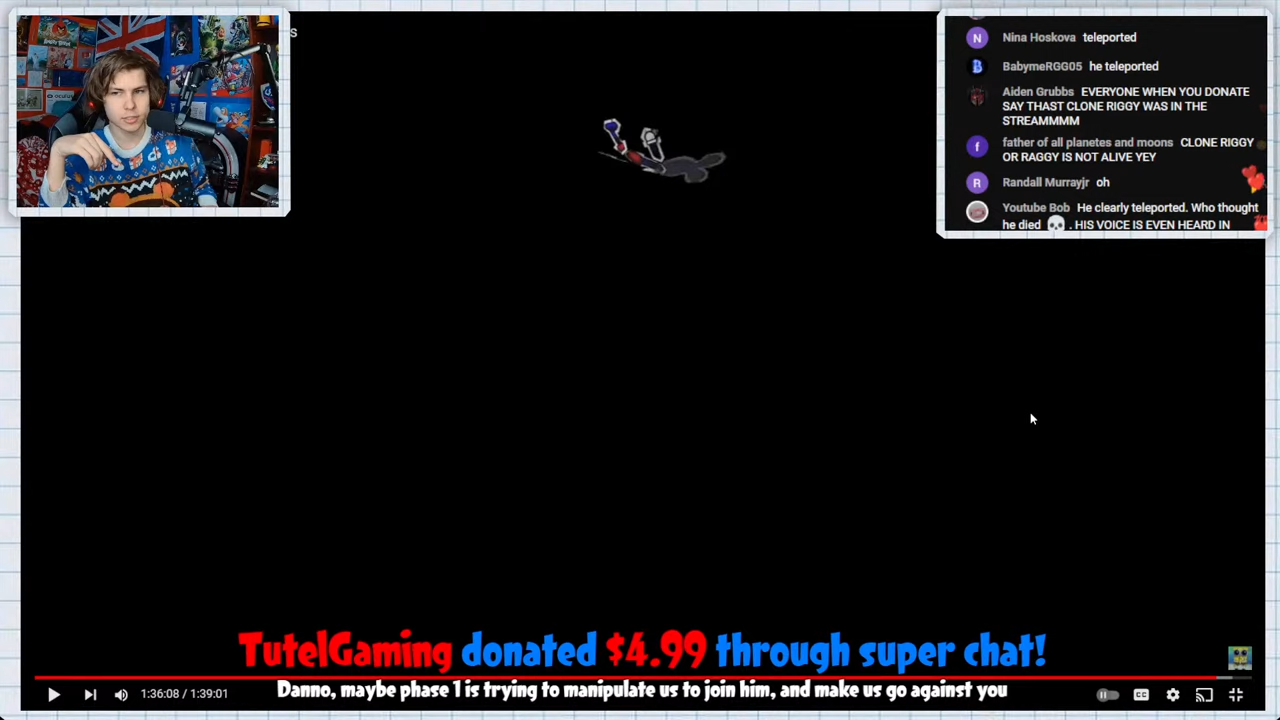 s
Nina Hoskova teleported
BabymeRGG05 he teleported
Aiden Grubbs EVERYONE WHEN YOU DONATE
SAY THAST CLONE RIGGY WAS IN THE
STREAMMMM
father of all planetes and moons CLONE RIGGY
OR RAGGY IS NOT ALIVE YEY
Randall Murrayjr oh
Youtube Bob He clearly teleported. Who thought
he died 💀 . HIS VOICE IS EVEN HEARD IN
TutelGaming donated $4.99 through super chat!
Danno, maybe phase 1 is trying to manipulate us to join him, and make us go against you
1:36:08 / 1:39:01